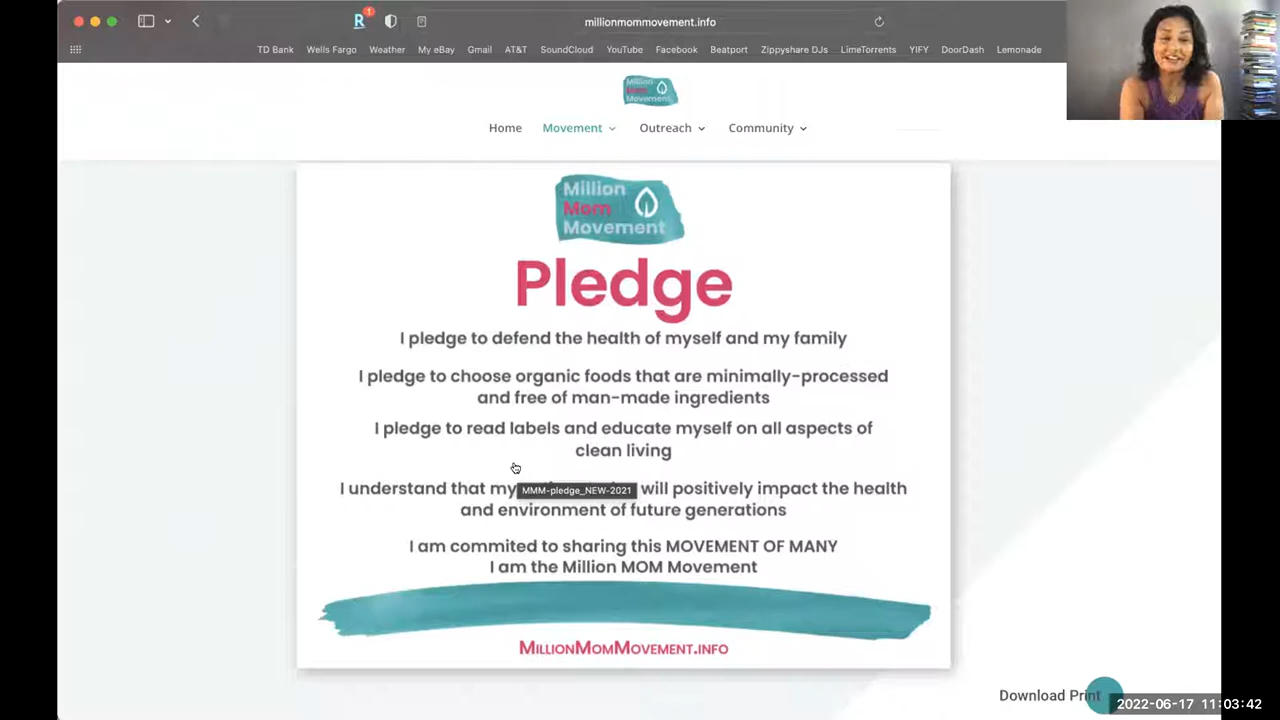 1
millionmommovement.info
TD Bank Wells Fargo Weather My eBay Gmail AT&T SoundCloud YouTube Facebook Beatport Zippyshare DJs LimeTorrents YIFY DoorDash Lemonade
Million
Mom
Movement
Home Movement Outreach Community
Million
Mom
Movement
Pledge
I pledge to defend the health of myself and my family
I pledge to choose organic foods that are minimally-processed
and free of man-made ingredients
I pledge to read labels and educate myself on all aspects of
clean living
I understand that my will positively impact the health
MMM-pledge_NEW-2021
and environment of future generations
I am commited to sharing this MOVEMENT OF MANY
I am the Million MOM Movement
MILLIONMOMMOVEMENT.INFO
Download Print
2022-06-17 11:03:42